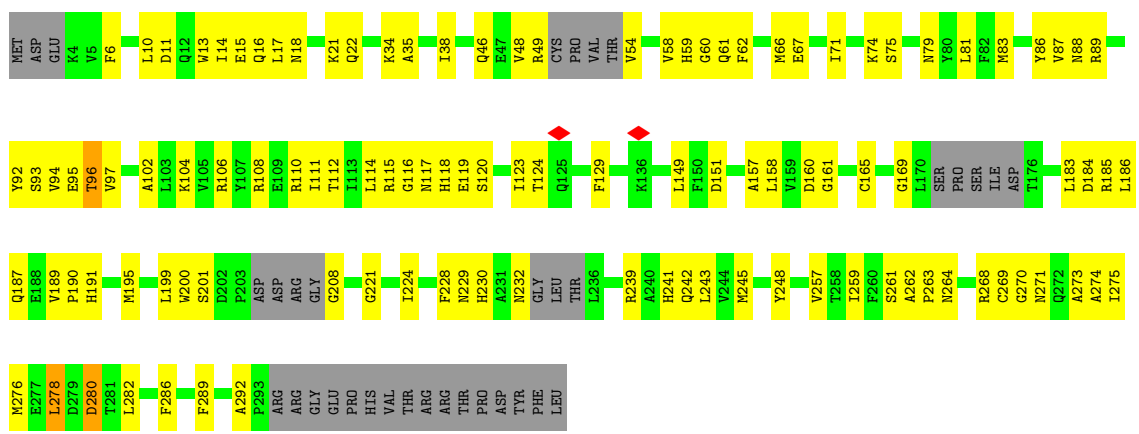 MET ASP GLU K4 V5 F6 L10 D11 Q12 W13 I14 E15 Q16 L17 N18 K21 Q22 K34 A35 I38 Q46 E47 V48 R49 CYS PRO VAL THR V54 V58 H59 G60 Q61 F62 M66 E67 I71 K74 S75 N79 Y80 L81 F82 M83 Y86 V87 N88 R89
Y92 S93 V94 E95 T96 V97 A102 L103 K104 V105 R106 Y107 R108 E109 R110 I111 T112 I113 L114 R115 G116 N117 H118 E119 S120 I123 T124 Q125 F129 K136 L149 F150 D151 A157 L158 V159 D160 G161 C165 G169 L170 SER PRO SER ILE ASP T176 L183 D184 R185 L186
Q187 E188 V189 P190 H191 M195 L199 W200 S201 D202 P203 ASP ASP ARG GLY G208 G221 I224 F228 N229 H230 A231 N232 GLY LEU THR L236 R239 A240 H241 Q242 L243 V244 M245 Y248 V257 T258 I259 F260 S261 A262 P263 N264 R268 C269 G270 N271 Q272 A273 A274 I275
M276 E277 L278 D279 D280 T281 L282 F286 F289 A292 P293 ARG ARG GLY GLU PRO HIS VAL THR ARG ARG THR PRO ASP TYR PHE LEU